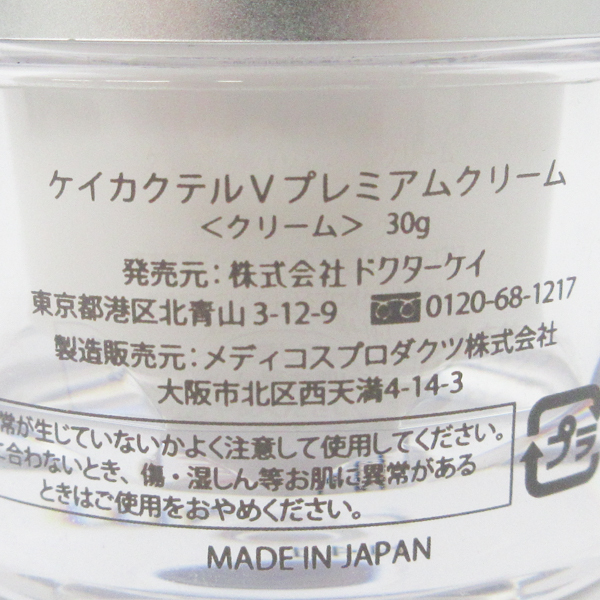 ケイカクテルVプレミアムクリーム
<クリーム> 30g
発売元:株式会社ドクターケイ
東京都港区北青山3-12-9 0120-68-1217
製造販売元:メディコスプロダクツ株式会社
大阪市北区西天満4-14-3
常が生じていないかよく注意して使用してください。
に合わないとき、傷・湿しん等お肌に異常がある
ときはご使用をおやめください。
プラ
MADE IN JAPAN